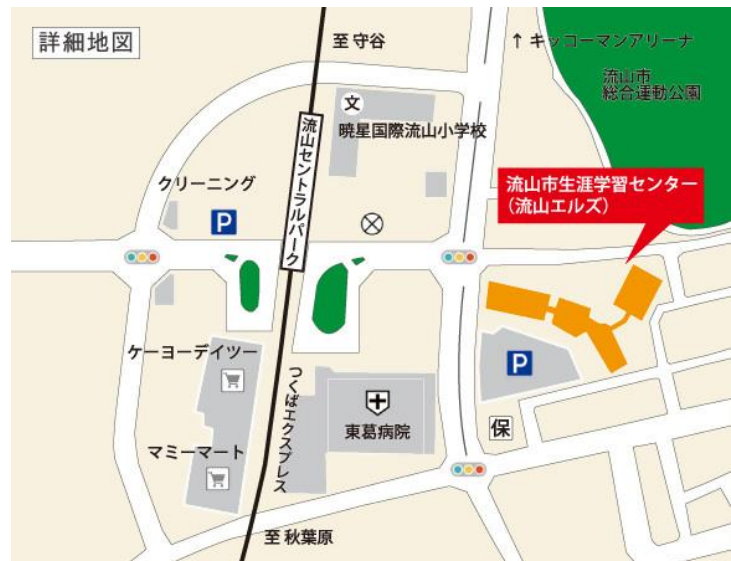 詳細地図
至 守谷
↑ キッコーマンアリーナ
流山市
総合運動公園
文
暁星国際流山小学校
流山セントラルパーク
クリーニング
P
流山市生涯学習センター
(流山エルズ)
ケーヨーデイツー
つくばエクスプレス
P
東葛病院
保
マミーマート
至 秋葉原